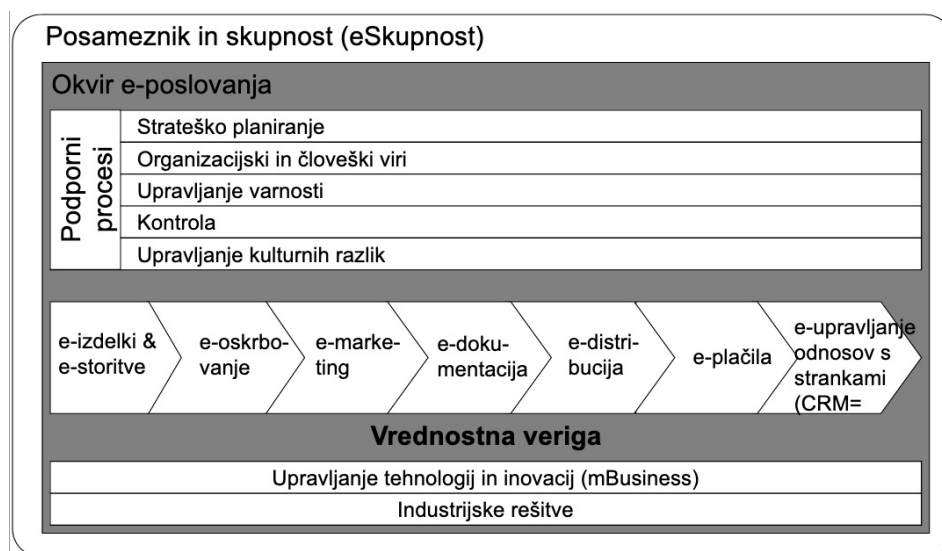 Posameznik in skupnost (eSkupnost)
Okvir e-poslovanja
Podporni
procesi
Strateško planiranje
Organizacijski in človeški viri
Upravljanje varnosti
Kontrola
Upravljanje kulturnih razlik
e-izdelki &
e-storitve
e-oskrbo-
vanje
e-marke-
ting
e-doku-
mentacija
e-distri-
bucija
e-plačila
e-upravljanje
odnosov s
strankami
(CRM=
Vrednostna veriga
Upravljanje tehnologij in inovacij (mBusiness)
Industrijske rešitve